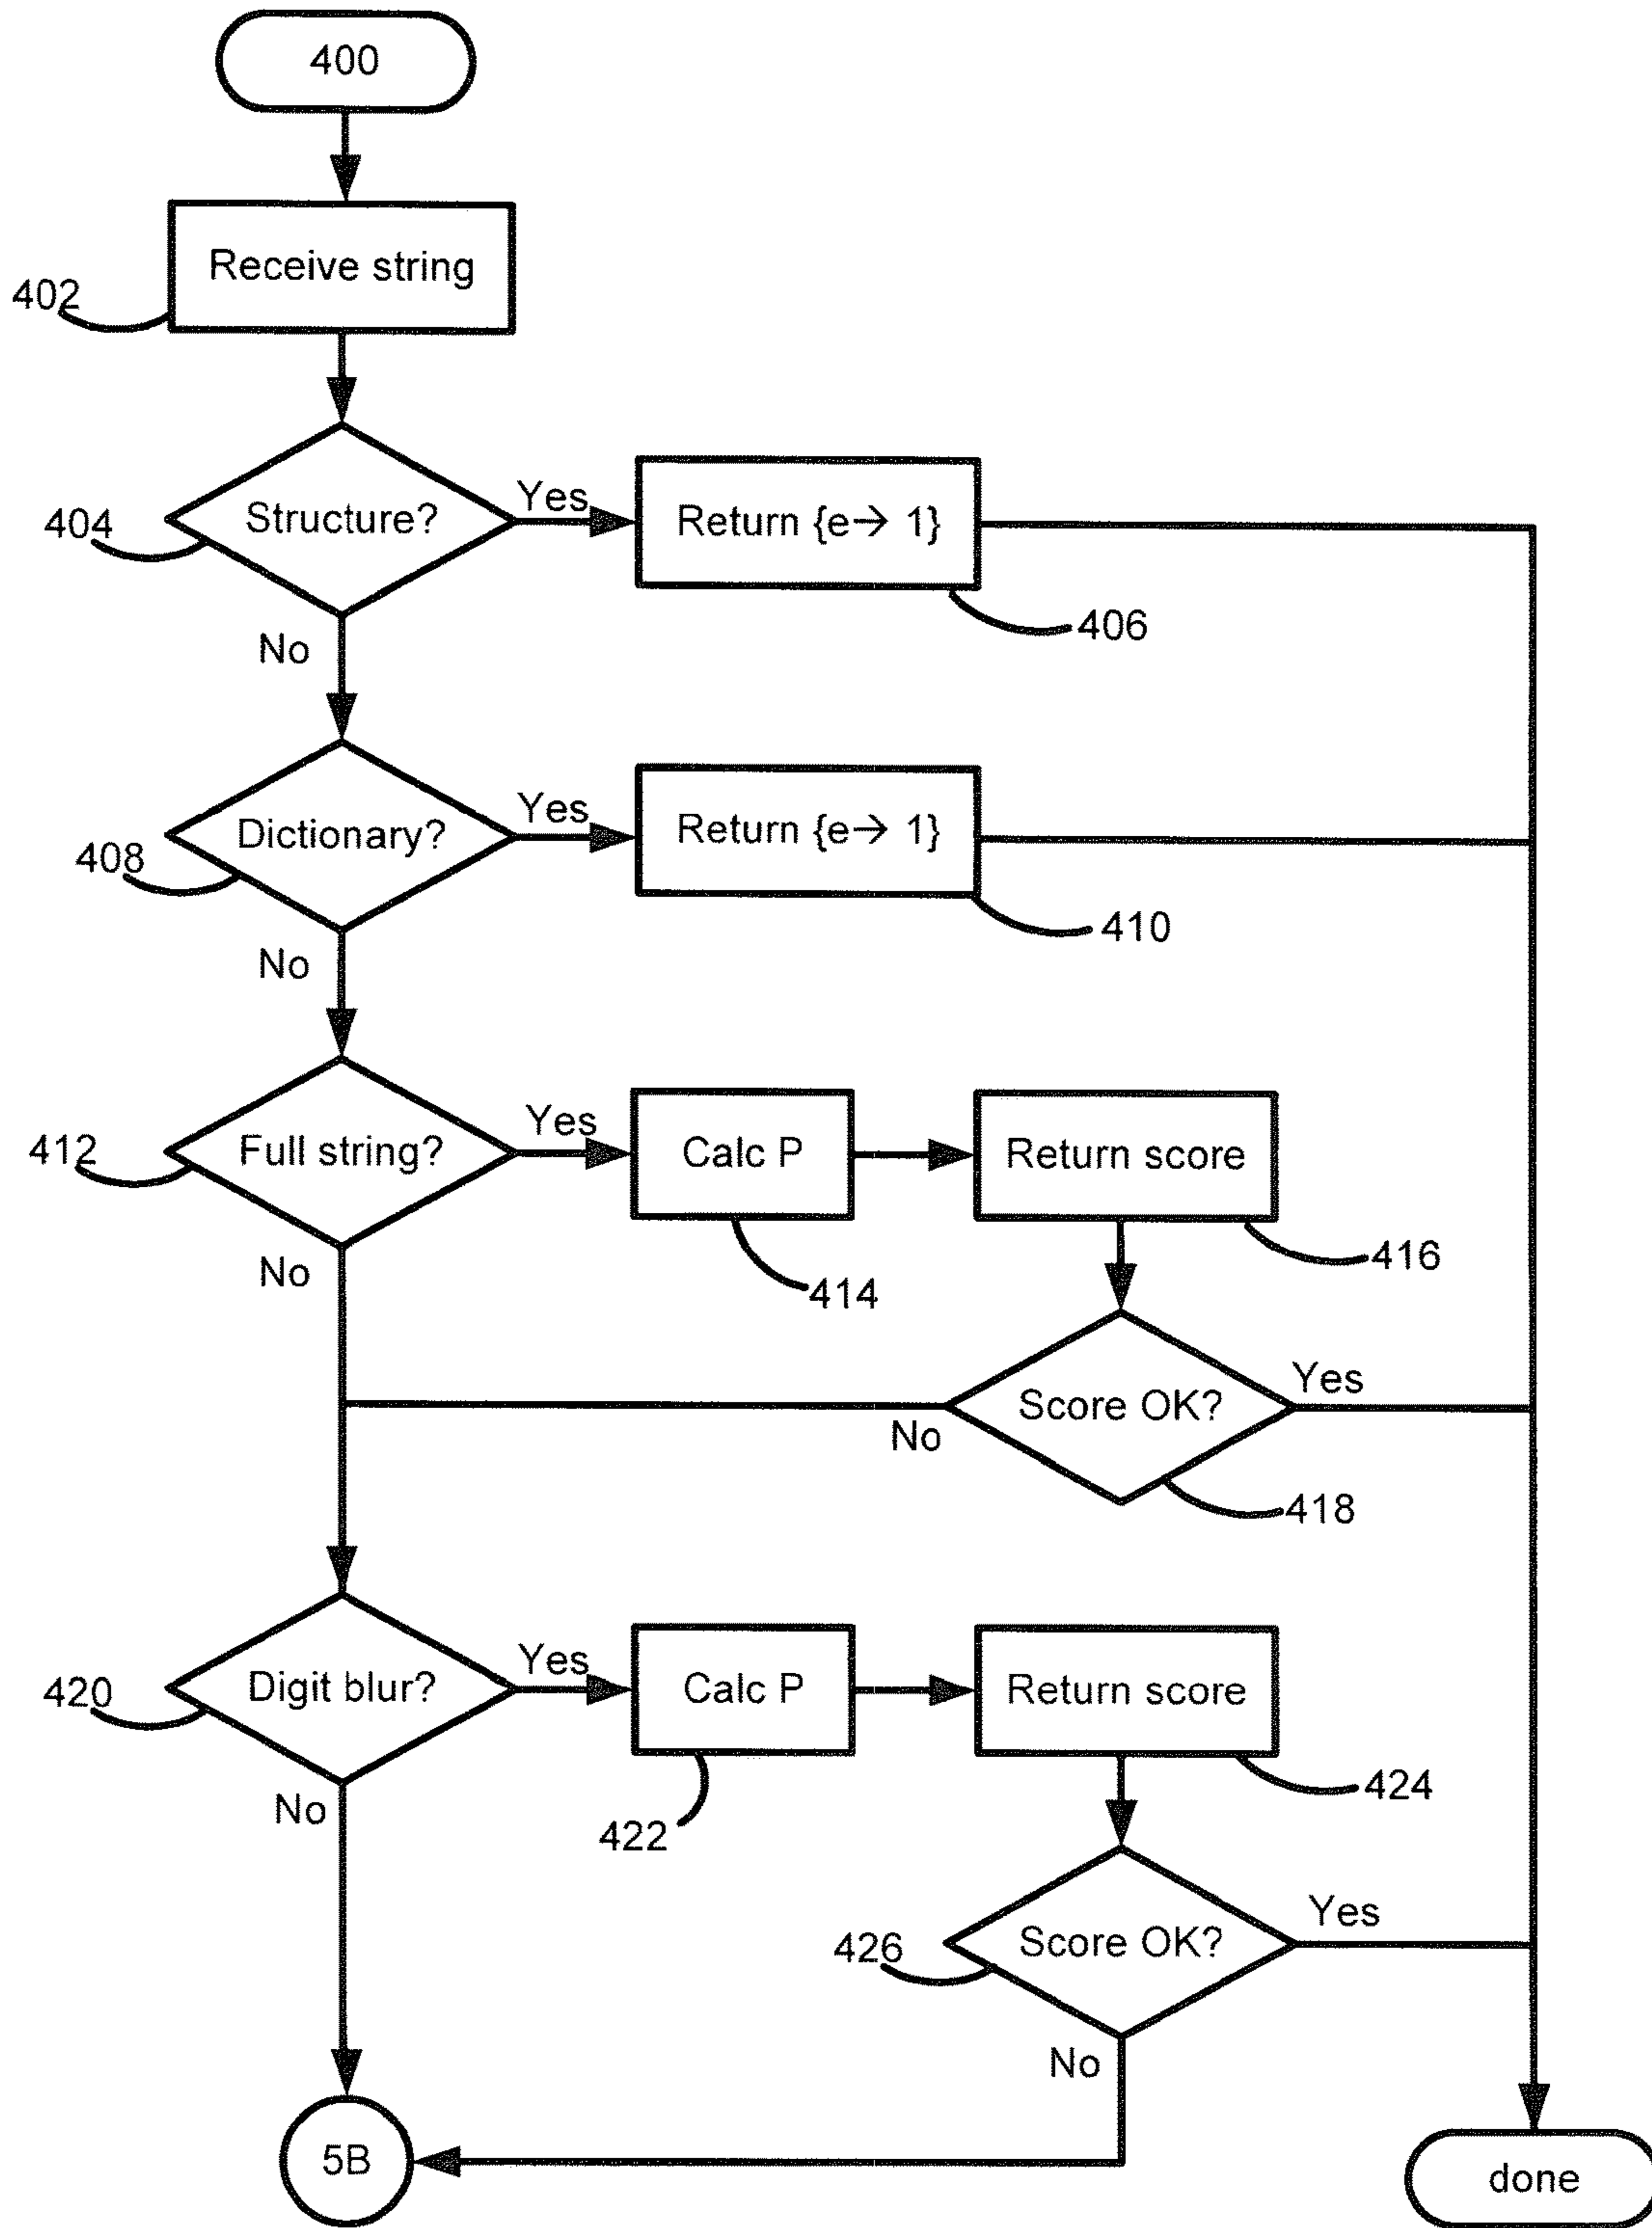 400
Receive string
402
Structure?
Yes
Return {e→ 1}
404
406
No
Dictionary?
Yes
Return {e→ 1}
408
410
No
Full string?
Yes
Calc P
Return score
412
414
416
No
Score OK?
Yes
No
418
Digit blur?
Yes
Calc P
Return score
420
422
424
No
Score OK?
Yes
426
No
5B
done